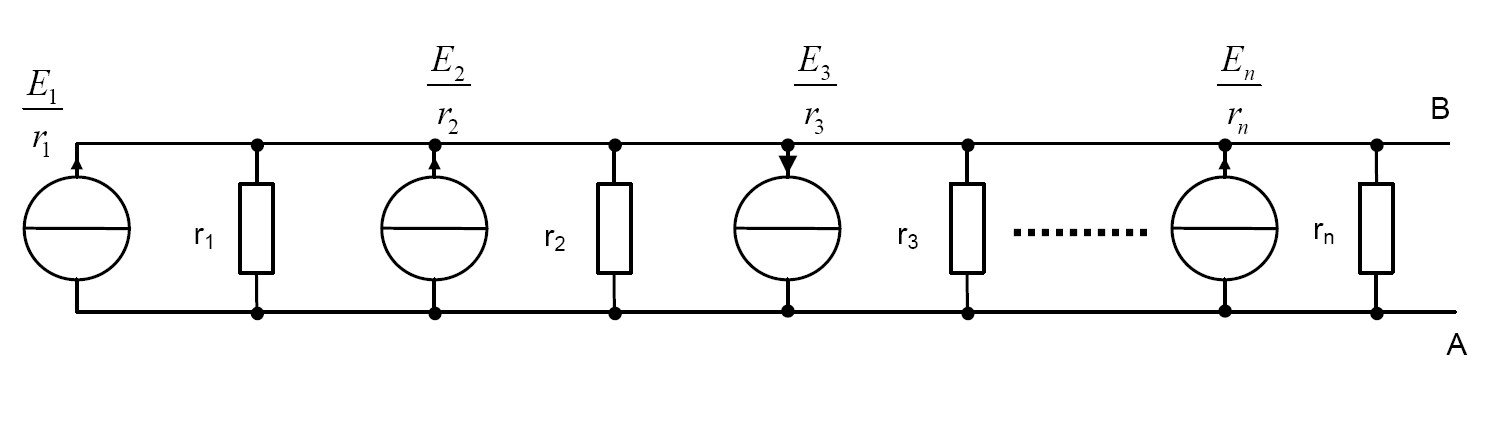 E₁/r₁
E₂/r₂
E₃/r₃
Eₙ/rₙ
B
r₁
r₂
r₃
rₙ
A